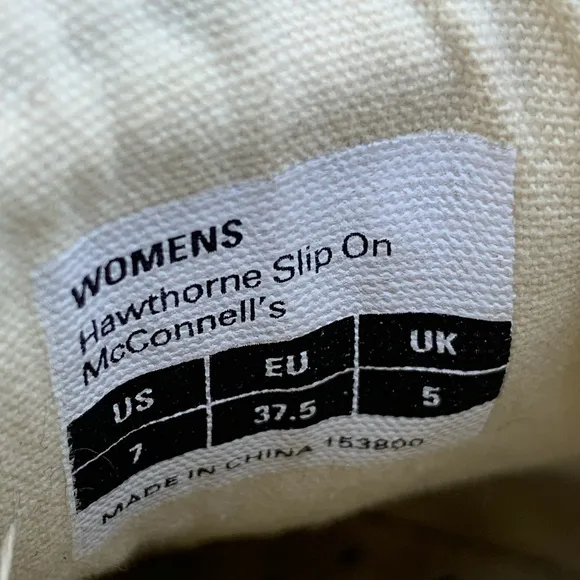 WOMENS
Hawthorne Slip On
McConnell's
US EU UK
7 37.5 5
MADE IN CHINA 153800